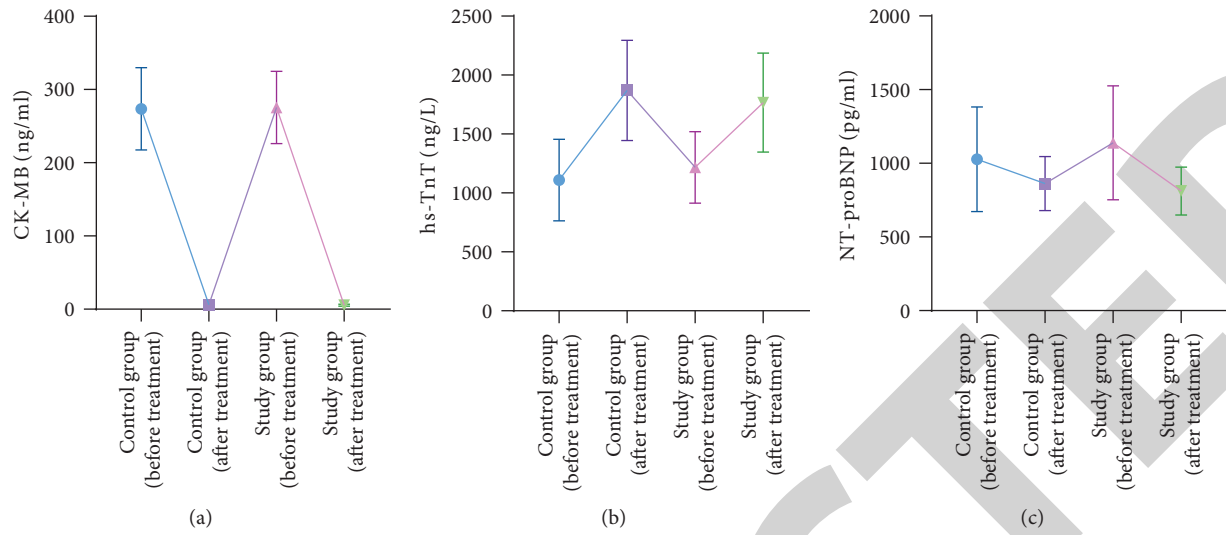 400
300
200
100
0
CK-MB (ng/ml)
Control group
(before treatment)
Control group
(after treatment)
Study group
(before treatment)
Study group
(after treatment)
(a)
2500
2000
1500
1000
500
0
hs-TnT (ng/L)
Control group
(before treatment)
Control group
(after treatment)
Study group
(before treatment)
Study group
(after treatment)
(b)
2000
1500
1000
500
0
NT-proBNP (pg/ml)
Control group
(before treatment)
Control group
(after treatment)
Study group
(before treatment)
Study group
(after treatment)
(c)